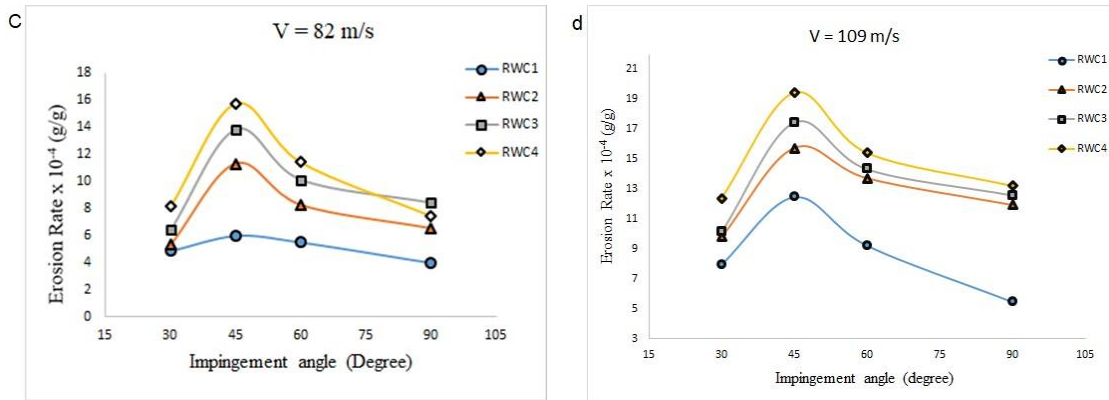 C
V = 82 m/s
RWC1
RWC2
RWC3
RWC4
18
16
14
12
10
8
6
4
2
0
Erosion Rate x 10⁻⁴ (g/g)
15 30 45 60 75 90 105
Impingement angle (Degree)
d
V = 109 m/s
RWC1
RWC2
RWC3
RWC4
21
19
17
15
13
11
9
7
5
3
Erosion Rate x 10⁻⁴ (g/g)
15 30 45 60 75 90 105
Impingement angle (degree)